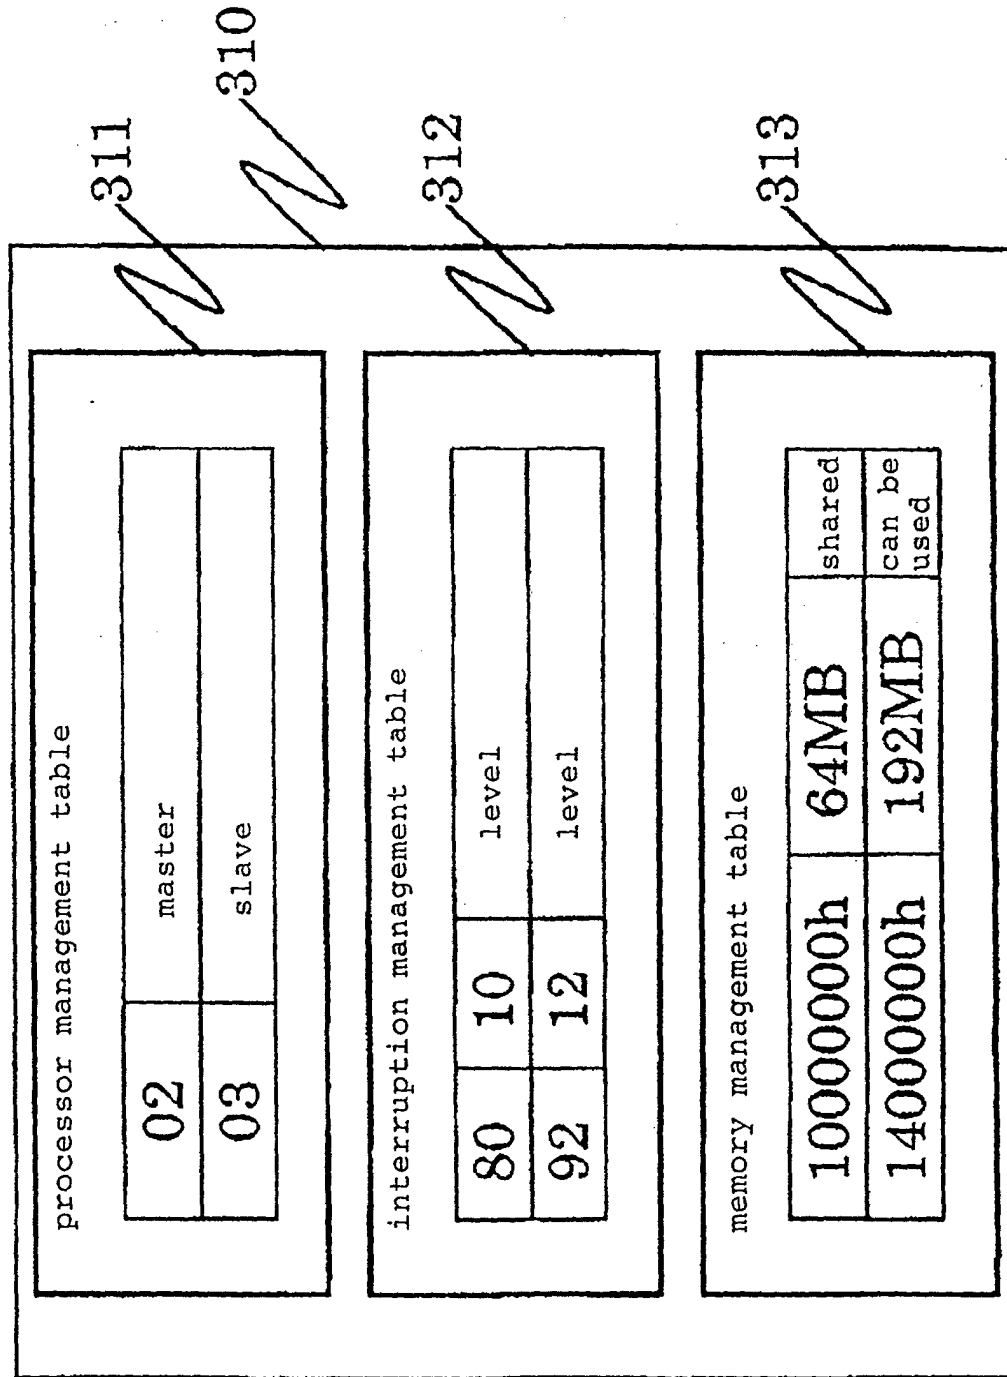 310
311
processor management table
02 master
03 slave
312
interruption management table
80 10 level
92 12 level
313
memory management table
10000000h 64MB shared
14000000h 192MB can be
used